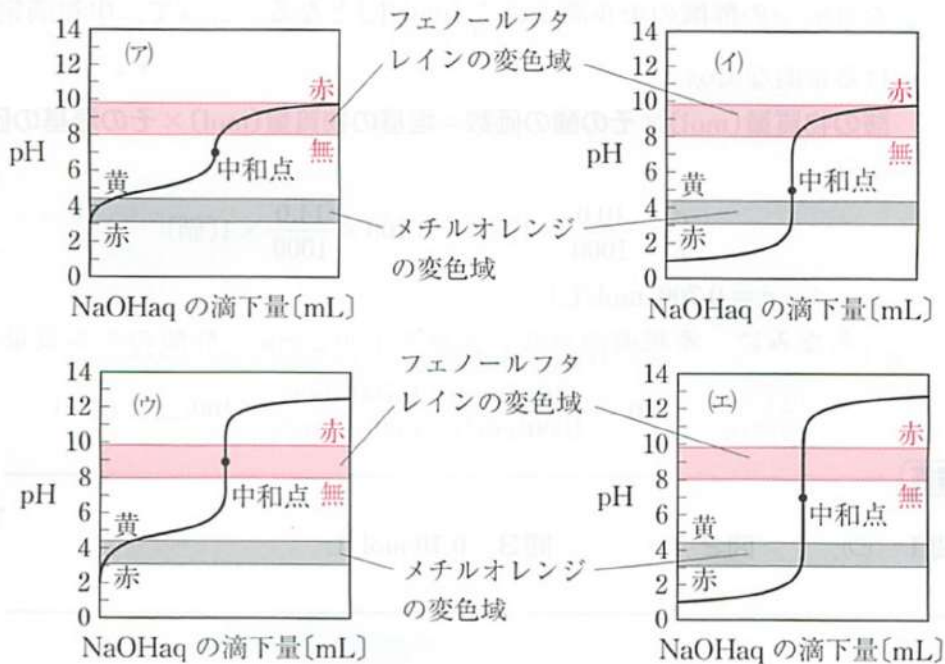 フェノールフタ
レインの変色域
(ア)
14
12
10
8
6
4
2
0
pH
赤
無
中和点
黄
赤
NaOHaq の滴下量〔mL〕
(イ)
14
12
10
8
6
4
2
0
pH
赤
無
中和点
黄
赤
NaOHaq の滴下量〔mL〕
メチルオレンジ
の変色域
フェノールフタ
レインの変色域
(ウ)
14
12
10
8
6
4
2
0
pH
赤
無
中和点
黄
赤
NaOHaq の滴下量〔mL〕
(エ)
14
12
10
8
6
4
2
0
pH
赤
無
中和点
黄
赤
NaOHaq の滴下量〔mL〕
メチルオレンジ
の変色域